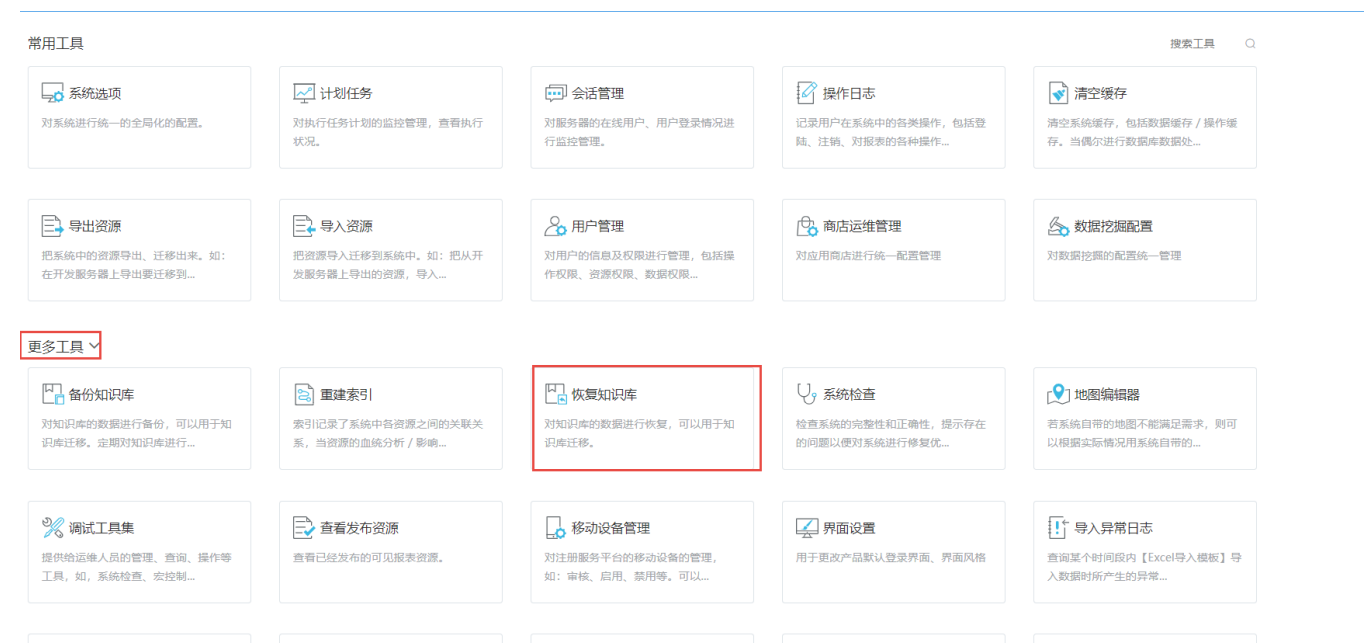 常用工具
搜索工具
系统选项
对系统进行统一的全局化的配置。
计划任务
对执行任务计划的监控管理，查看执行
状况。
会话管理
对服务器的在线用户、用户登录情况进
行监控管理。
操作日志
记录用户在系统中的各类操作，包括登
陆、注销、对报表的各种操作...
清空缓存
清空系统缓存，包括数据缓存 / 操作缓
存。当偶尔进行数据库数据处...
导出资源
把系统中的资源导出、迁移出来。如：
在开发服务器上导出要迁移到...
导入资源
把资源导入迁移到系统中。如：把从开
发服务器上导出的资源，导入...
用户管理
对用户的信息及权限进行管理，包括操
作权限、资源权限、数据权限...
商店运维管理
对应用商店进行统一配置管理
数据挖掘配置
对数据挖掘的配置统一管理
更多工具
备份知识库
对知识库的数据进行备份，可以用于知
识库迁移。定期对知识库进行...
重建索引
索引记录了系统中各资源之间的关联关
系，当资源的血统分析 / 影响...
恢复知识库
对知识库的数据进行恢复，可以用于知
识库迁移。
系统检查
检查系统的完整性和正确性，提示存在
的问题以便对系统进行修复优...
地图编辑器
若系统自带的地图不能满足需求，则可
以根据实际情况用系统自带的...
调试工具集
提供给运维人员的管理、查询、操作等
工具，如，系统检查、宏控制...
查看发布资源
查看已经发布的可见报表资源。
移动设备管理
对注册服务平台的移动设备的管理，
如：审核、启用、禁用等。可以...
界面设置
用于更改产品默认登录界面、界面风格
导入异常日志
查询某个时间段内【Excel导入模板】导
入数据时所产生的异常...